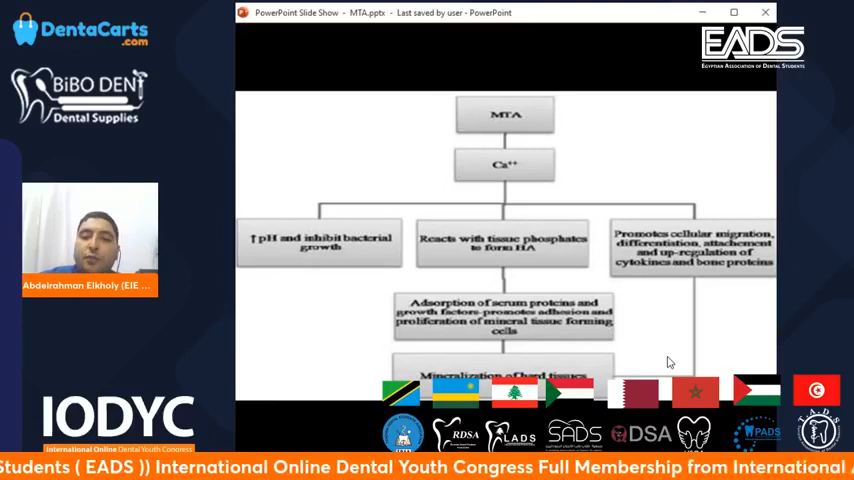 DentaCarts
.com
BiBO DENT
Dental Supplies
PowerPoint Slide Show - MTA.pptx - Last saved by user - PowerPoint
EADS
EGYPTIAN ASSOCIATION OF DENTAL STUDENTS
MTA
Ca⁺⁺
↑ pH and inhibit bacterial
growth
Reacts with tissue phosphates
to form HA
Promotes cellular migration,
differentiation, attachement
and up-regulation of
cytokines and bone proteins
Adsorption of serum proteins and
growth factors-promotes adhesion and
proliferation of mineral tissue forming
cells
Mineralization of hard tissues
Abdelrahman Elkholy (EIE ...
IODYC
International Online Dental Youth Congress
RDSA
LADS
SADS
DSA
PADS
T.A.D.S
Students ( EADS )) International Online Dental Youth Congress Full Membership from International A